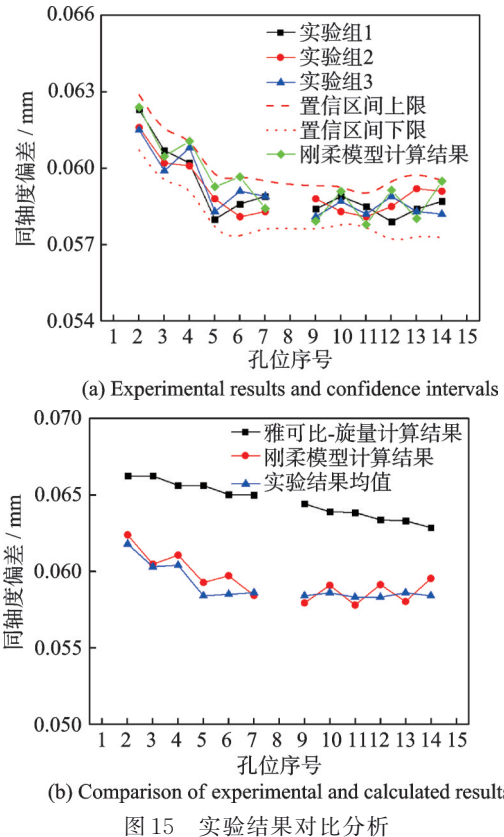 0.066
0.063
0.060
0.057
0.054
同轴度偏差 / mm
实验组1
实验组2
实验组3
置信区间上限
置信区间下限
刚柔模型计算结果
1 2 3 4 5 6 7 8 9 10 11 12 13 14 15
孔位序号
(a) Experimental results and confidence intervals
0.070
0.065
0.060
0.055
0.050
同轴度偏差 / mm
雅可比-旋量计算结果
刚柔模型计算结果
实验结果均值
1 2 3 4 5 6 7 8 9 10 11 12 13 14 15
孔位序号
(b) Comparison of experimental and calculated results
图 15 实验结果对比分析